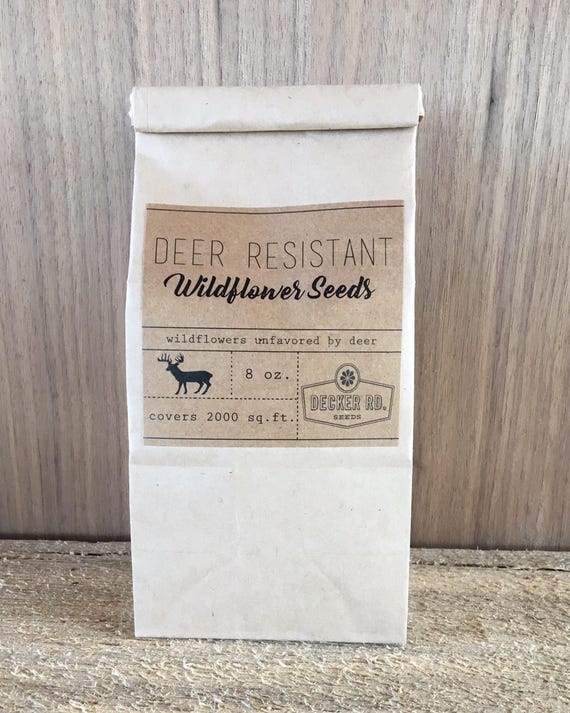 DEER RESISTANT
Wildflower Seeds
wildflowers unfavored by deer
8 oz.
covers 2000 sq.ft.
DECKER RD.
SEEDS